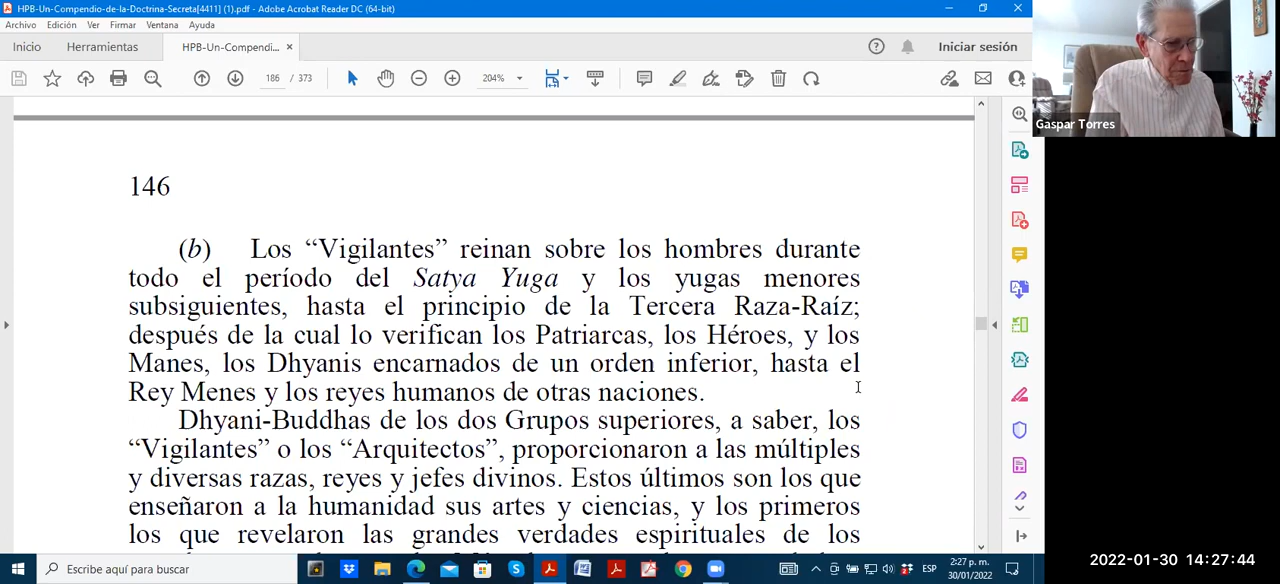 HPB-Un-Compendio-de-la-Doctrina-Secreta[4411] (1).pdf - Adobe Acrobat Reader DC (64-bit)
Archivo Edición Ver Firmar Ventana Ayuda
Inicio Herramientas HPB-Un-Compendi... × Iniciar sesión
186 / 373 204%
Gaspar Torres
146
(b) Los “Vigilantes” reinan sobre los hombres durante
todo el período del Satya Yuga y los yugas menores
subsiguientes, hasta el principio de la Tercera Raza-Raíz;
después de la cual lo verifican los Patriarcas, los Héroes, y los
Manes, los Dhyanis encarnados de un orden inferior, hasta el
Rey Menes y los reyes humanos de otras naciones.
Dhyani-Buddhas de los dos Grupos superiores, a saber, los
“Vigilantes” o los “Arquitectos”, proporcionaron a las múltiples
y diversas razas, reyes y jefes divinos. Estos últimos son los que
enseñaron a la humanidad sus artes y ciencias, y los primeros
los que revelaron las grandes verdades espirituales de los
Escribe aquí para buscar
ESP
2:27 p. m.
30/01/2022
2022-01-30 14:27:44